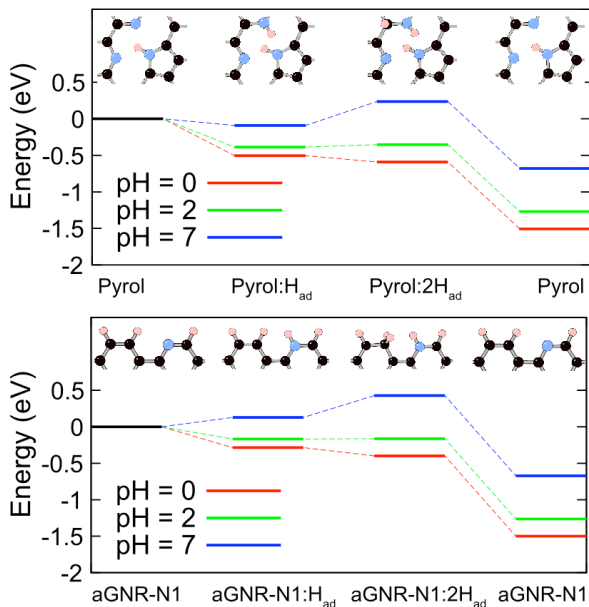 0.5
0
-0.5
-1
-1.5
-2
Energy (eV)
pH = 0
pH = 2
pH = 7
Pyrol Pyrol:Had Pyrol:2Had Pyrol
0.5
0
-0.5
-1
-1.5
-2
Energy (eV)
pH = 0
pH = 2
pH = 7
aGNR-N1 aGNR-N1:Had aGNR-N1:2Had aGNR-N1